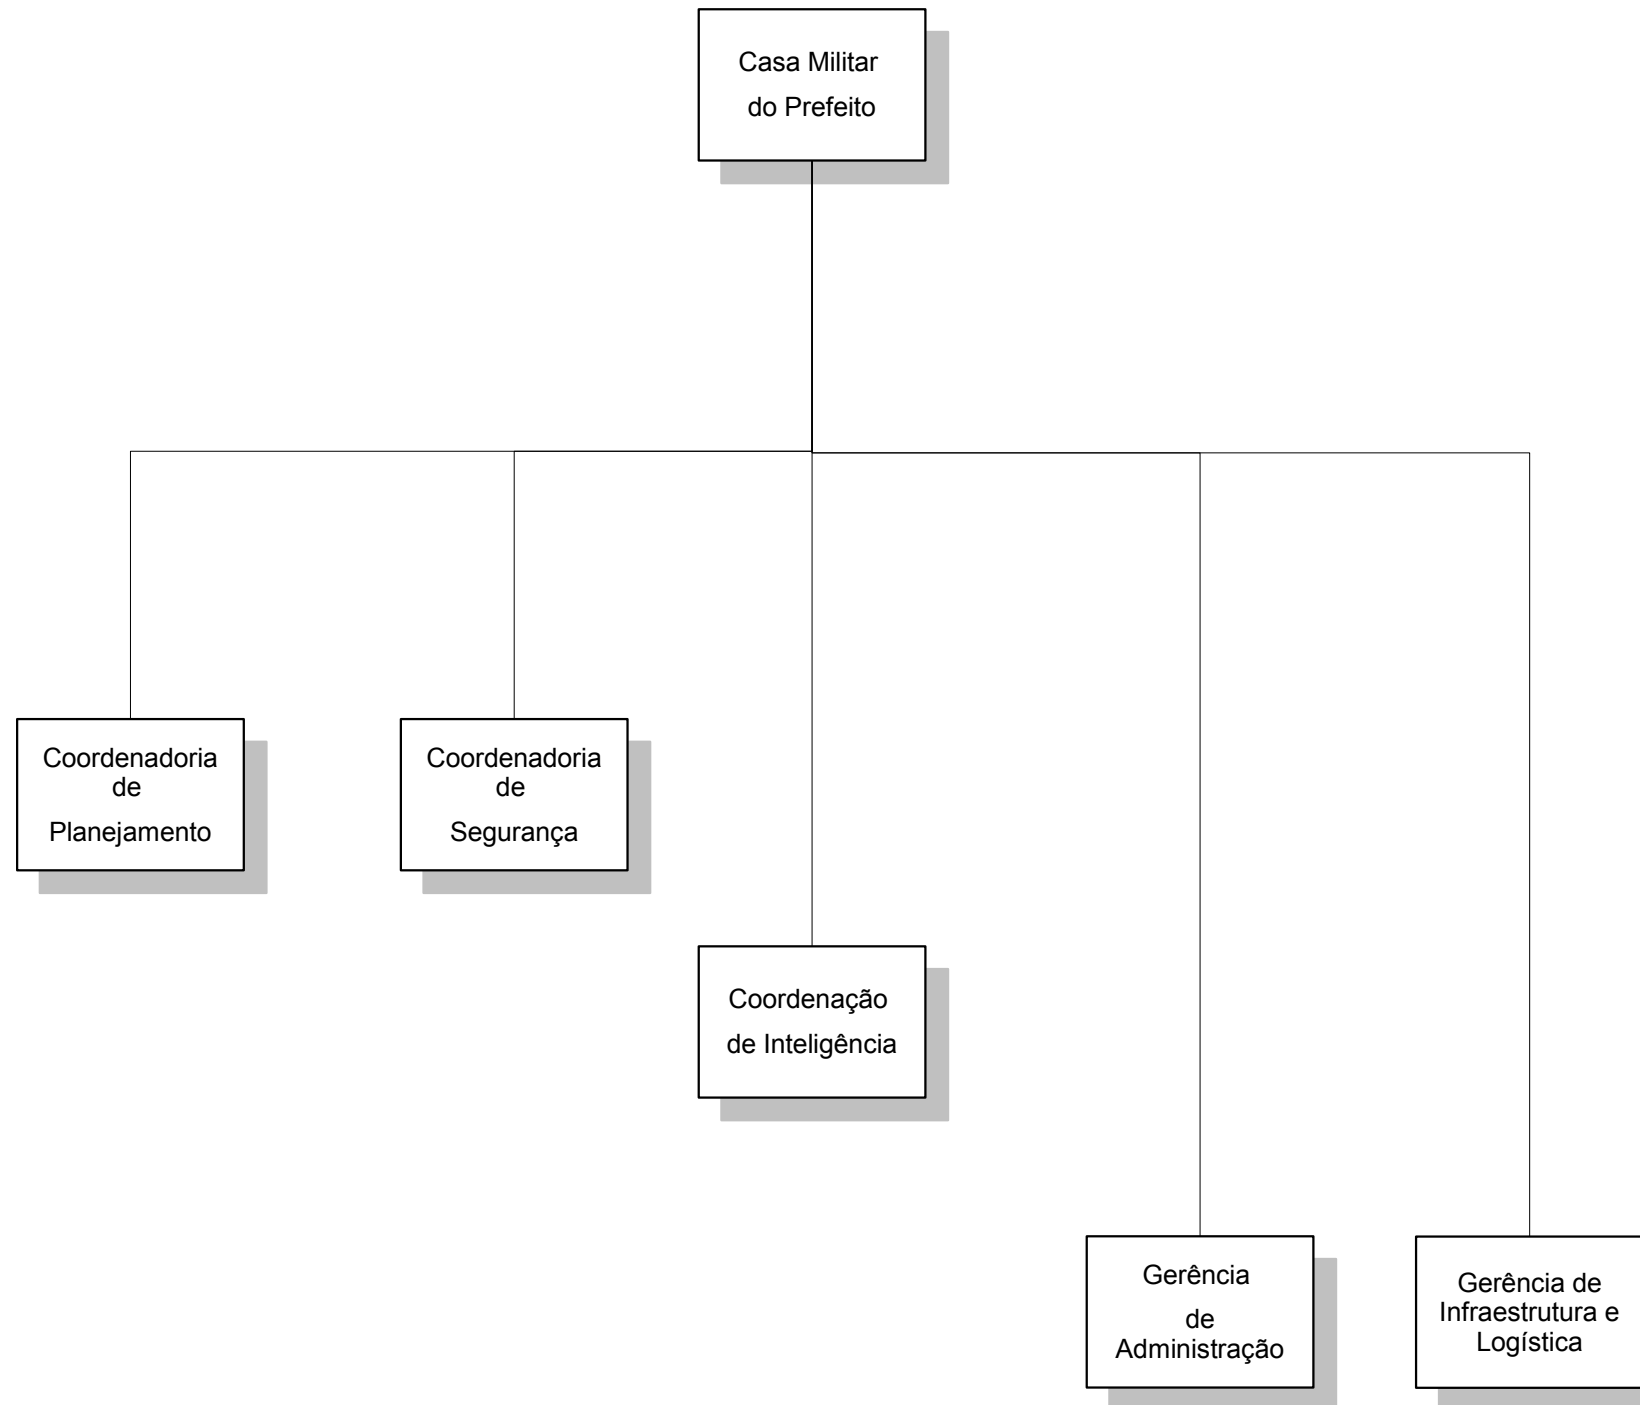 Casa Militar
do Prefeito
Coordenadoria
de
Planejamento
Coordenadoria
de
Segurança
Coordenação
de Inteligência
Gerência
de
Administração
Gerência de
Infraestrutura e
Logística